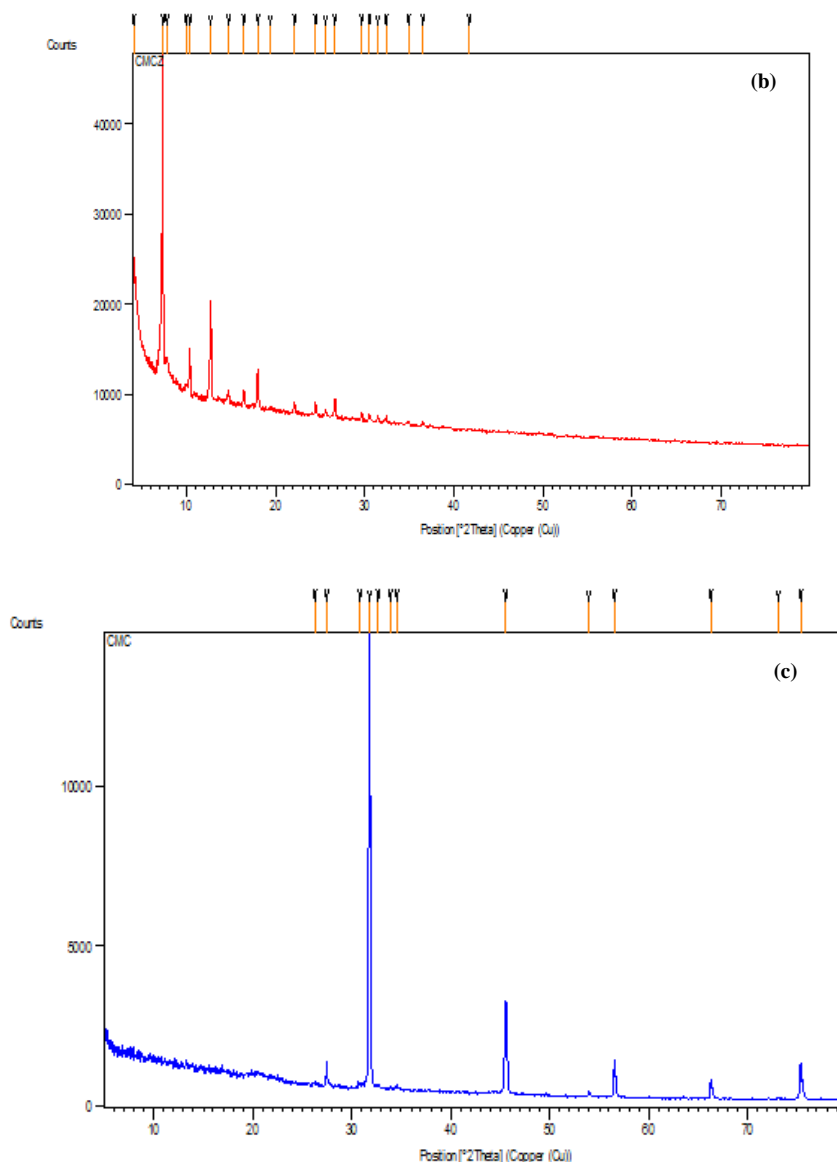 Counts
CMCZ
(b)
40000
30000
20000
10000
0
10 20 30 40 50 60 70
Position [°2Theta] (Copper (Cu))
Counts
CMC
(c)
10000
5000
0
10 20 30 40 50 60 70
Position [°2Theta] (Copper (Cu))